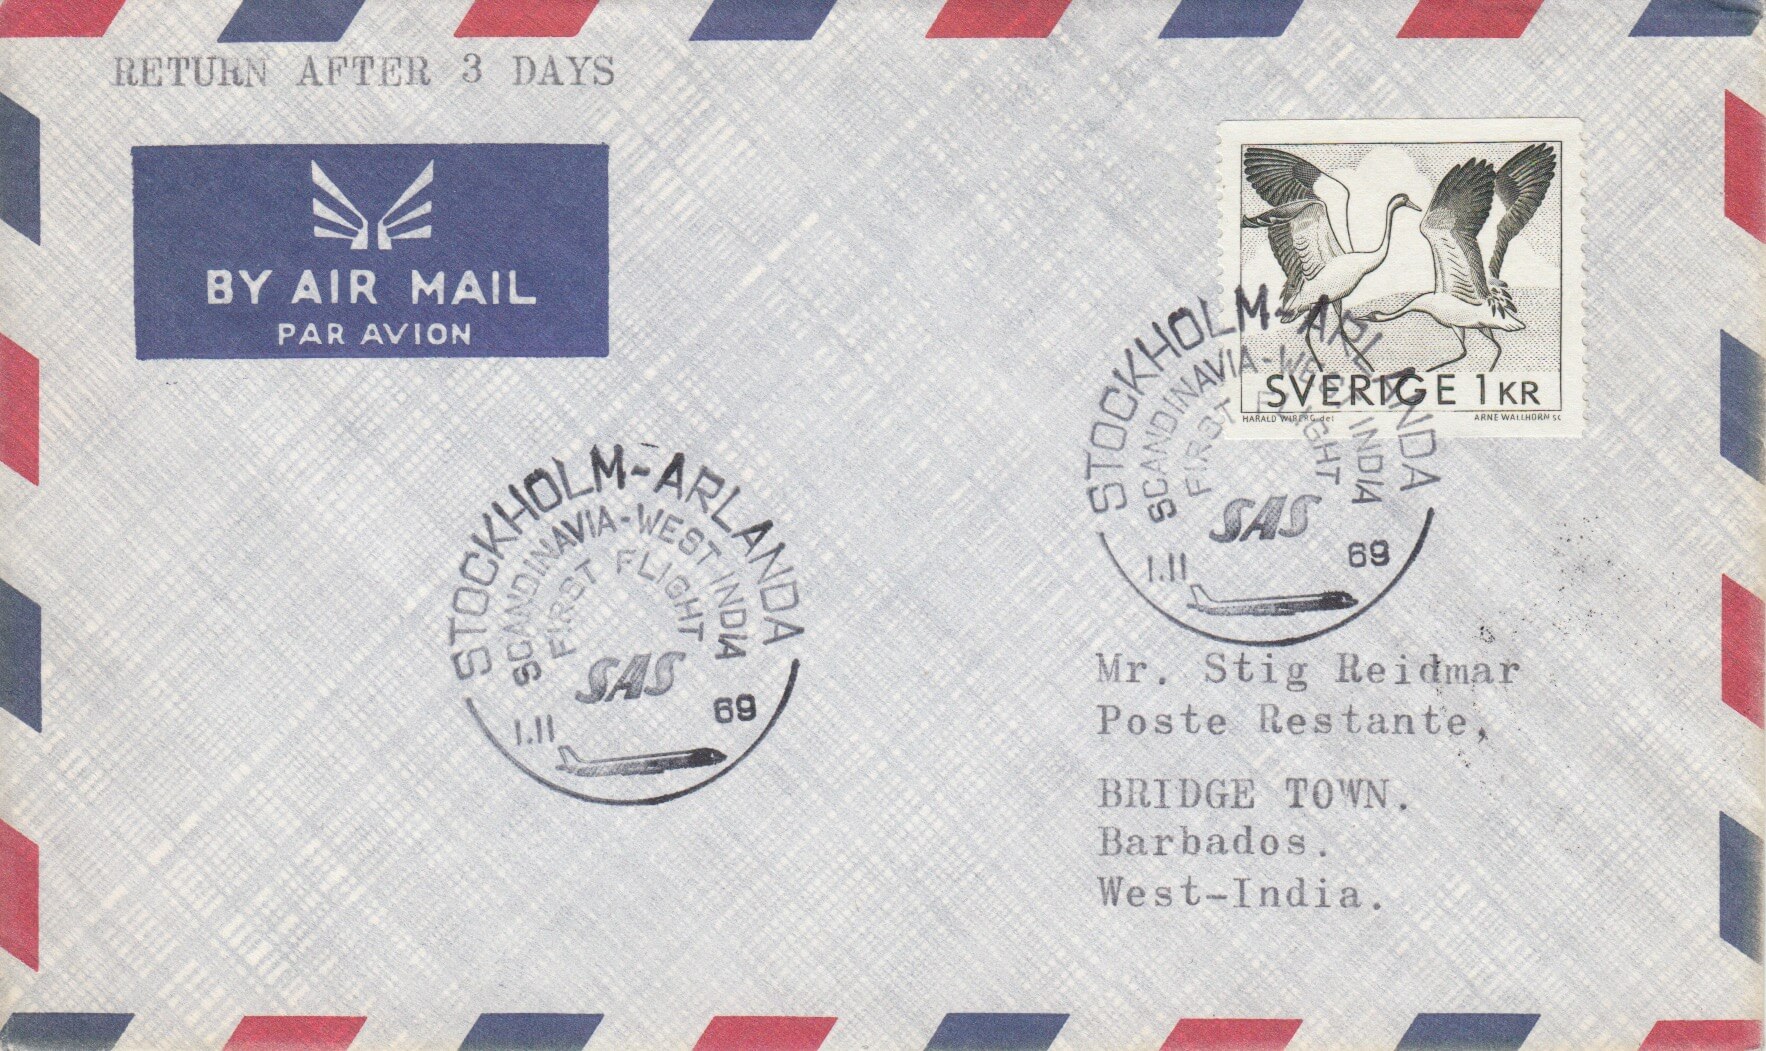 RETURN AFTER 3 DAYS
BY AIR MAIL
PAR AVION
SVERIGE 1 KR
HARALD WIBERG del
ARNE WALLHORN SC
STOCKHOLM-ARLANDA
SCANDINAVIA-WEST INDIA
FIRST FLIGHT
SAS
1.11 69
STOCKHOLM-ARLANDA
SCANDINAVIA-WEST INDIA
FIRST FLIGHT
SAS
1.11 69
Mr. Stig Reidmar
Poste Restante,
BRIDGE TOWN.
Barbados.
West-India.